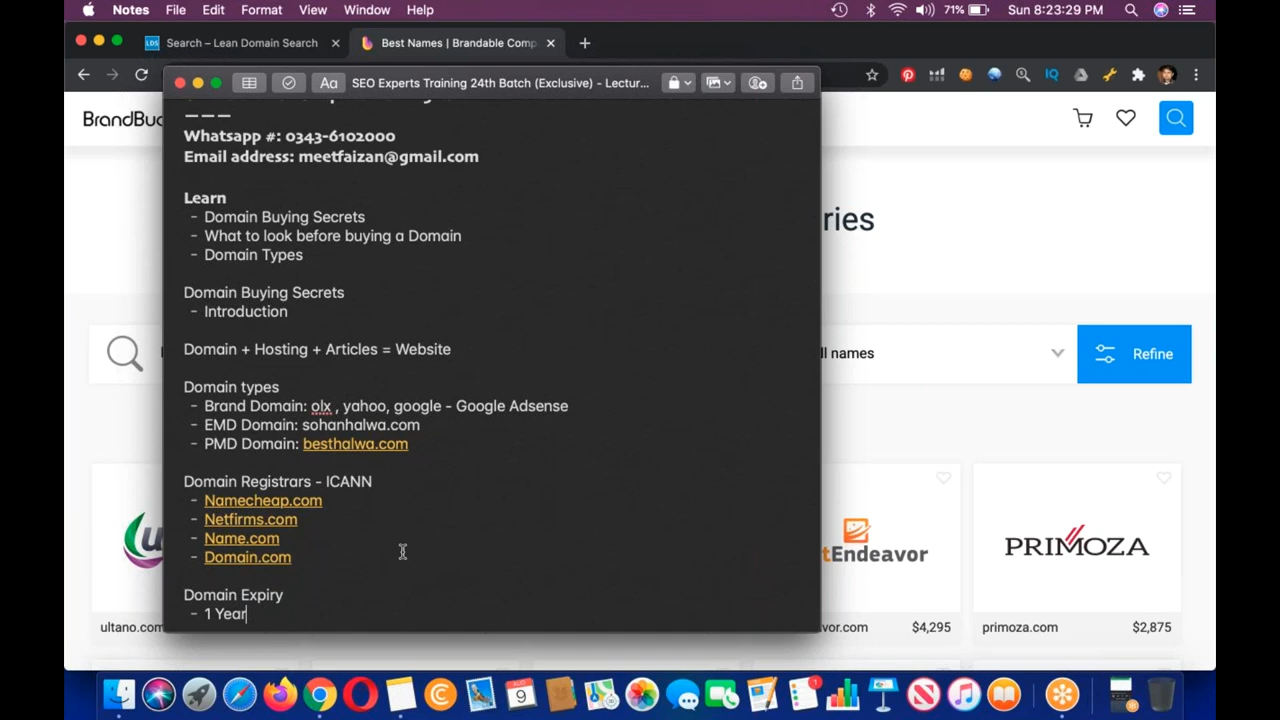 Notes File Edit Format View Window Help 71% Sun 8:23:29 PM
LDS Search – Lean Domain Search Best Names | Brandable Comp
Aa SEO Experts Training 24th Batch (Exclusive) - Lectur...
IQ
BrandBuc
———
Whatsapp #: 0343-6102000
Email address: meetfaizan@gmail.com
Learn
- Domain Buying Secrets
- What to look before buying a Domain
- Domain Types
ries
Domain Buying Secrets
- Introduction
Domain + Hosting + Articles = Website
ll names
Refine
Domain types
- Brand Domain: olx , yahoo, google - Google Adsense
- EMD Domain: sohanhalwa.com
- PMD Domain: besthalwa.com
Domain Registrars - ICANN
- Namecheap.com
- Netfirms.com
- Name.com
- Domain.com
tEndeavor
PRIMOZA
Domain Expiry
- 1 Year
ultano.com
vor.com $4,295
primoza.com $2,875
9
1